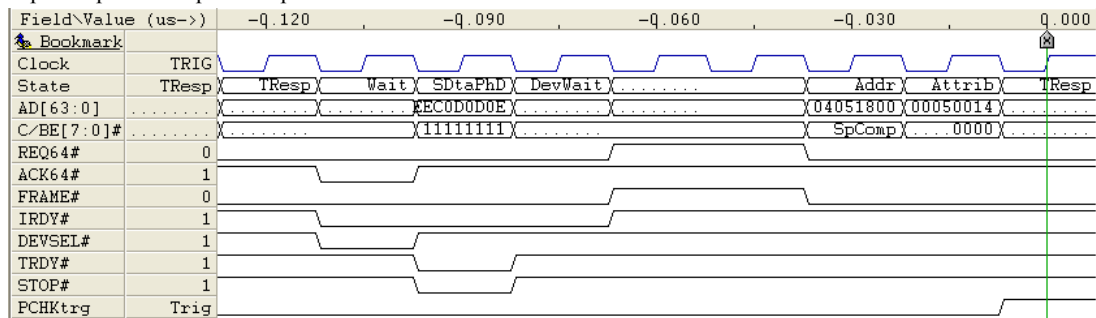 Field\Value (us->) -0.120 -0.090 -0.060 -0.030 0.000
Bookmark
Clock TRIG
State TResp TResp Wait SDtaPhD DevWait ........ Addr Attrib TResp
AD[63:0] ........ ........ ........ EEC0D0D0E ........ ........ 04051800 00050014 ........
C/BE[7:0]# ........ ........ 11111111 ........ SpComp ....0000 ........
REQ64# 0
ACK64# 1
FRAME# 0
IRDY# 1
DEVSEL# 1
TRDY# 1
STOP# 1
PCHKtrg Trig